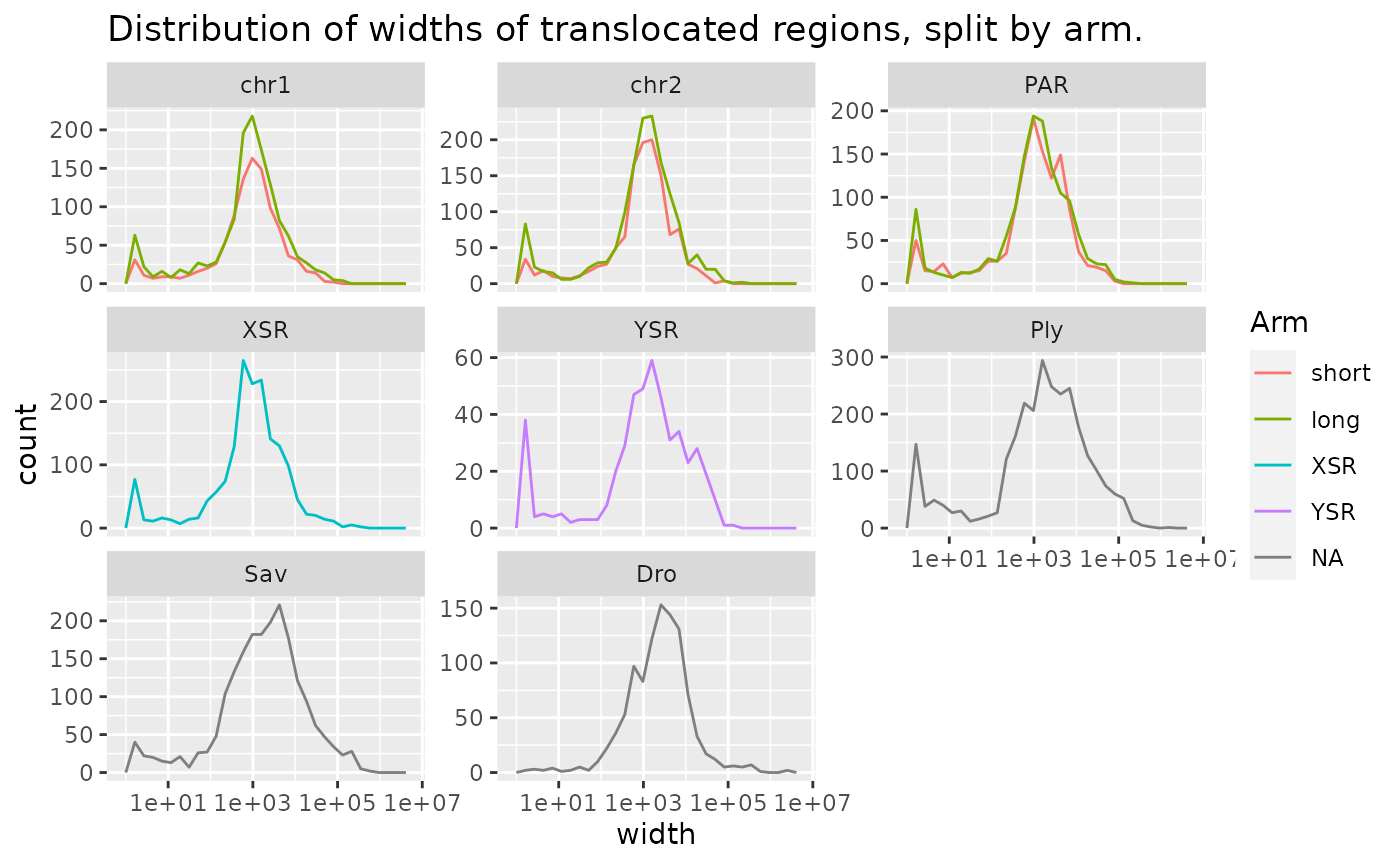 Distribution of widths of translocated regions, split by arm.
chr1
chr2
PAR
200
150
100
50
0
200
150
100
50
0
200
150
100
50
0
XSR
YSR
Ply
200
100
0
60
40
20
0
300
200
100
0
1e+01 1e+03 1e+05 1e+07
Sav
Dro
200
150
100
50
0
150
100
50
0
1e+01 1e+03 1e+05 1e+07
1e+01 1e+03 1e+05 1e+07
width
count
Arm
short
long
XSR
YSR
NA